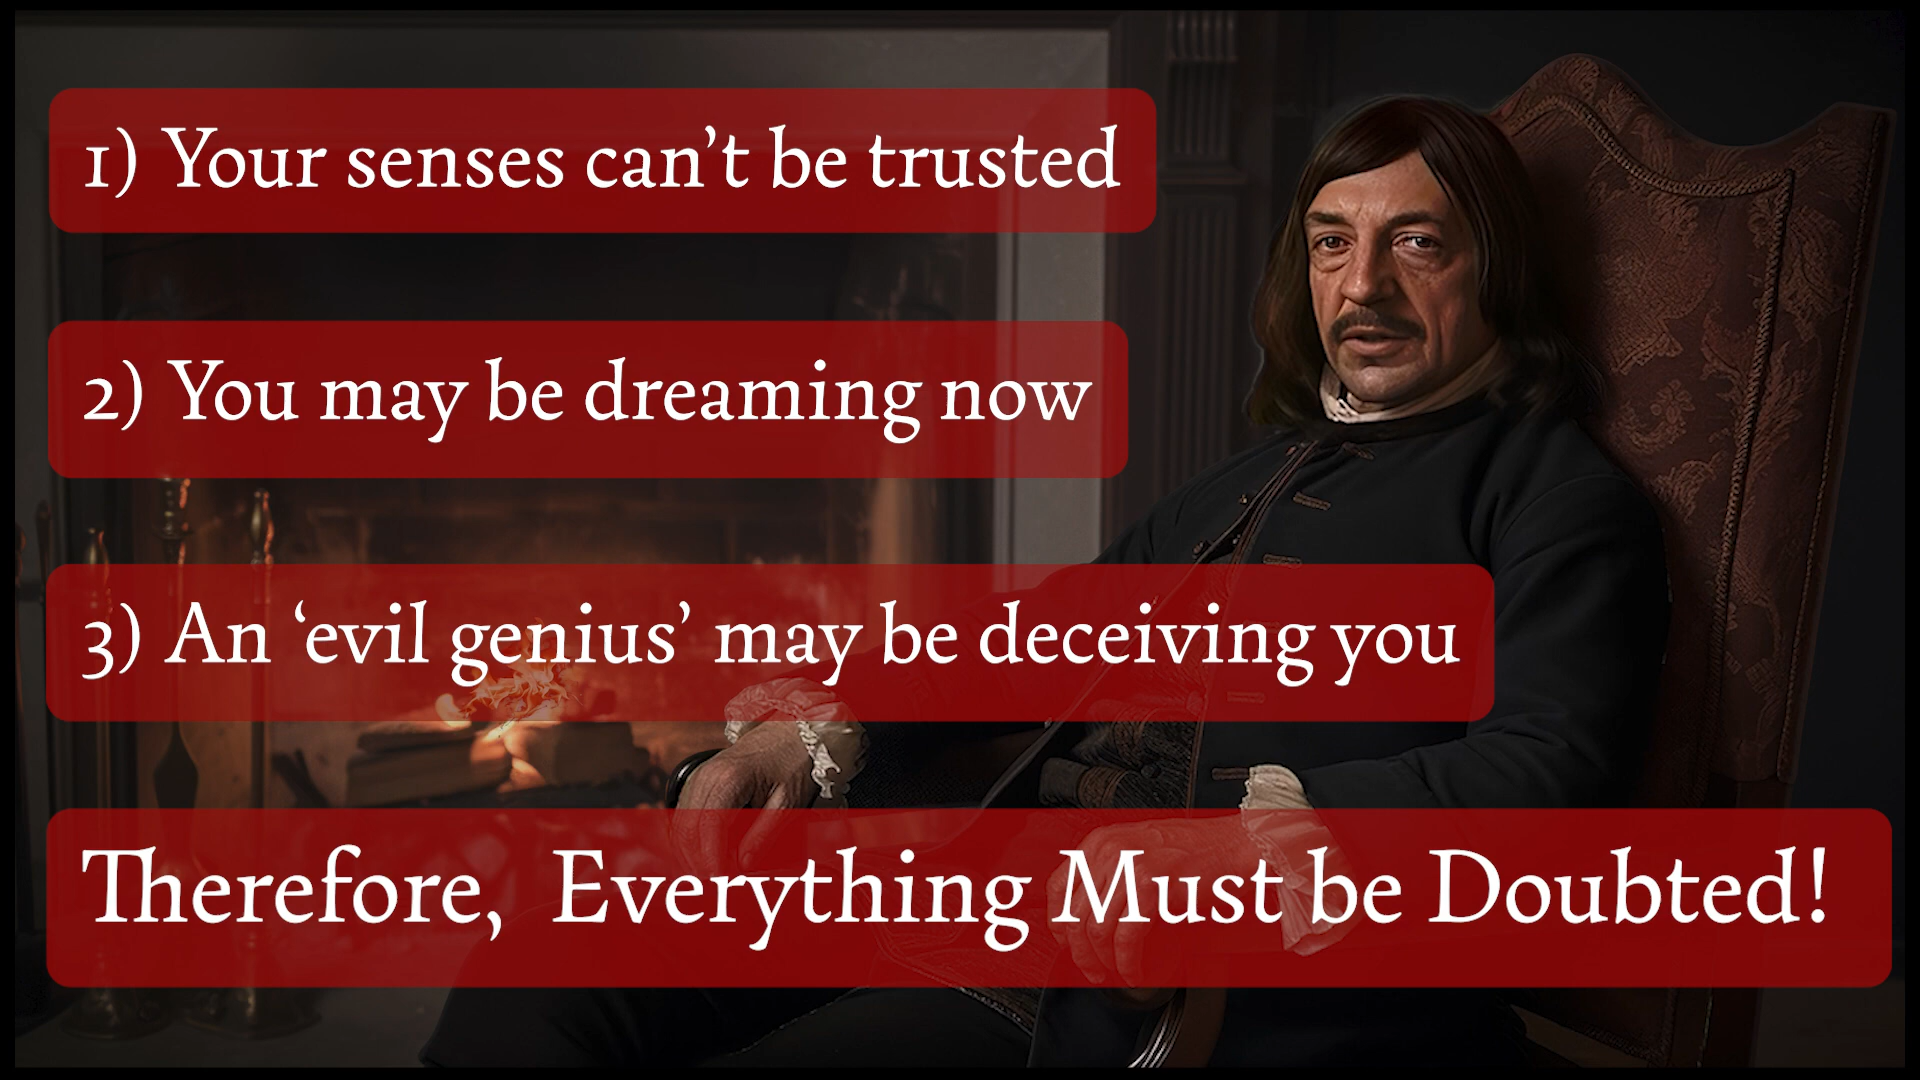 1) Your senses can’t be trusted
2) You may be dreaming now
3) An ‘evil genius’ may be deceiving you
Therefore, Everything Must be Doubted!